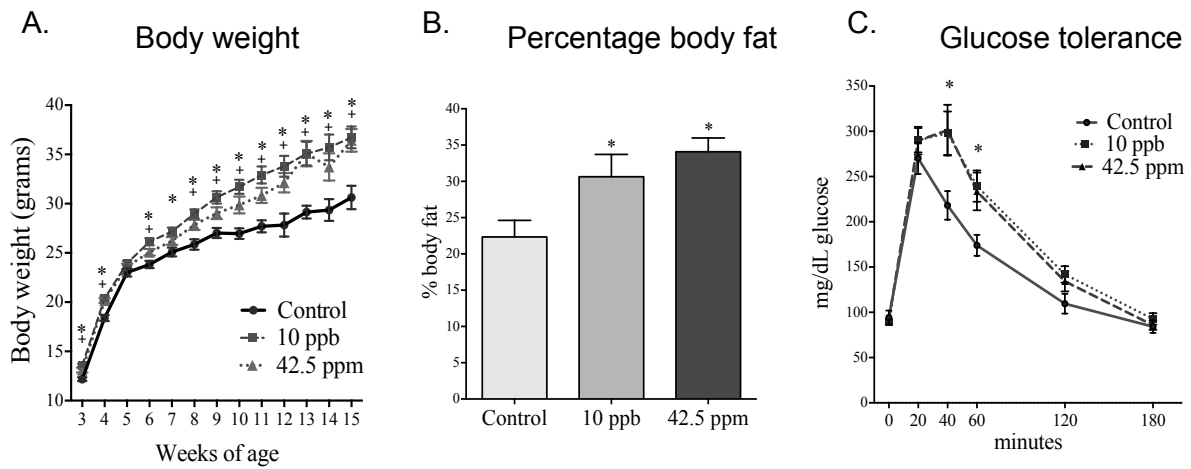 A.
Body weight
Body weight (grams)
40
35
30
25
20
15
10
*
+
*
+
*
+
*
*
+
*
+
*
+
*
+
*
+
*
+
*
+
*
+
Control
10 ppb
42.5 ppm
3 4 5 6 7 8 9 10 11 12 13 14 15
Weeks of age
B.
Percentage body fat
% body fat
40
35
30
25
20
15
10
5
0
*
*
Control 10 ppb 42.5 ppm
C.
Glucose tolerance
mg/dL glucose
350
300
250
200
150
100
50
0
*
*
Control
10 ppb
42.5 ppm
0 20 40 60 120 180
minutes